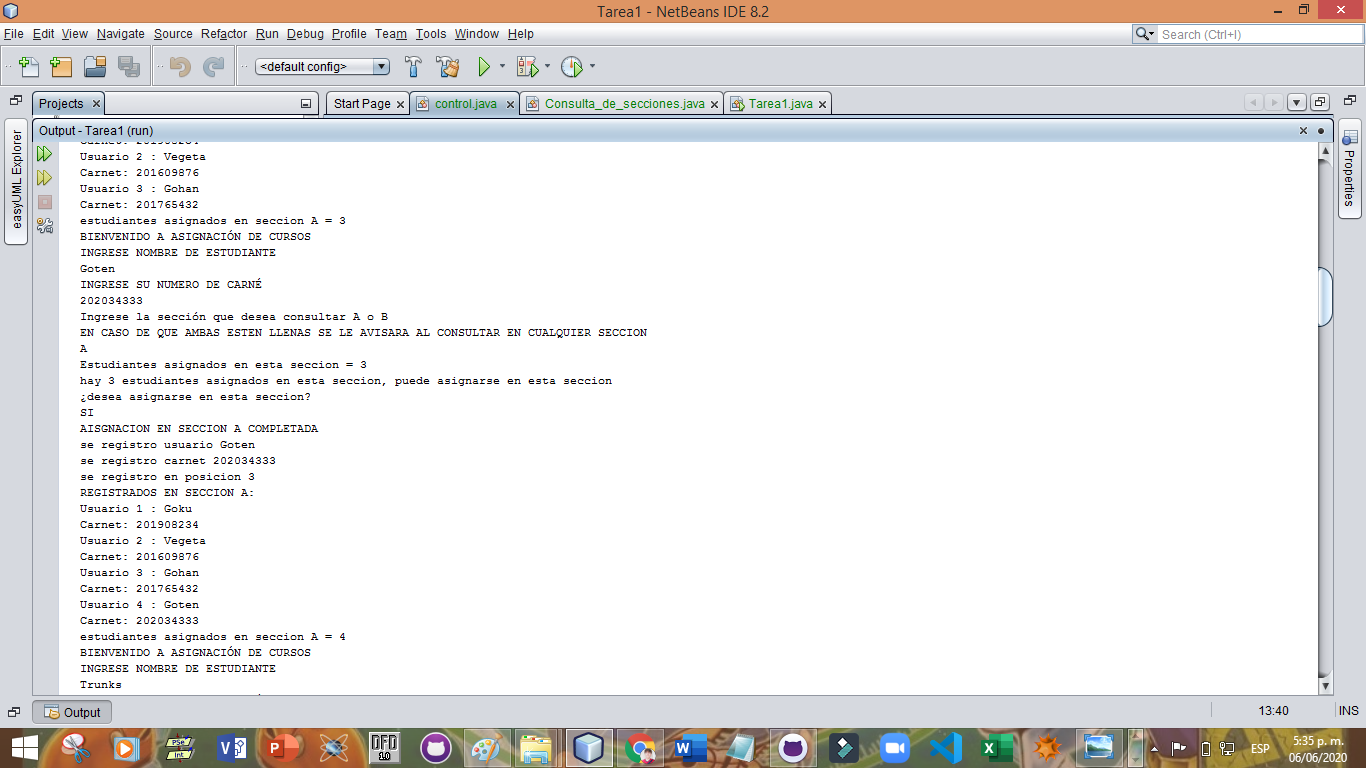 Tarea1 - NetBeans IDE 8.2
File Edit View Navigate Source Refactor Run Debug Profile Team Tools Window Help
Search (Ctrl+I)
<default config>
Projects
Start Page
control.java
Consulta_de_secciones.java
Tarea1.java
easyUML Explorer
Properties
Output - Tarea1 (run)
Usuario 2 : Vegeta
Carnet: 201609876
Usuario 3 : Gohan
Carnet: 201765432
estudiantes asignados en seccion A = 3
BIENVENIDO A ASIGNACIÓN DE CURSOS
INGRESE NOMBRE DE ESTUDIANTE
Goten
INGRESE SU NUMERO DE CARNÉ
202034333
Ingrese la sección que desea consultar A o B
EN CASO DE QUE AMBAS ESTEN LLENAS SE LE AVISARA AL CONSULTAR EN CUALQUIER SECCION
A
Estudiantes asignados en esta seccion = 3
hay 3 estudiantes asignados en esta seccion, puede asignarse en esta seccion
¿desea asignarse en esta seccion?
SI
AISGNACION EN SECCION A COMPLETADA
se registro usuario Goten
se registro carnet 202034333
se registro en posicion 3
REGISTRADOS EN SECCION A:
Usuario 1 : Goku
Carnet: 201908234
Usuario 2 : Vegeta
Carnet: 201609876
Usuario 3 : Gohan
Carnet: 201765432
Usuario 4 : Goten
Carnet: 202034333
estudiantes asignados en seccion A = 4
BIENVENIDO A ASIGNACIÓN DE CURSOS
INGRESE NOMBRE DE ESTUDIANTE
Trunks
Output
13:40
INS
ESP
5:35 p. m.
06/06/2020